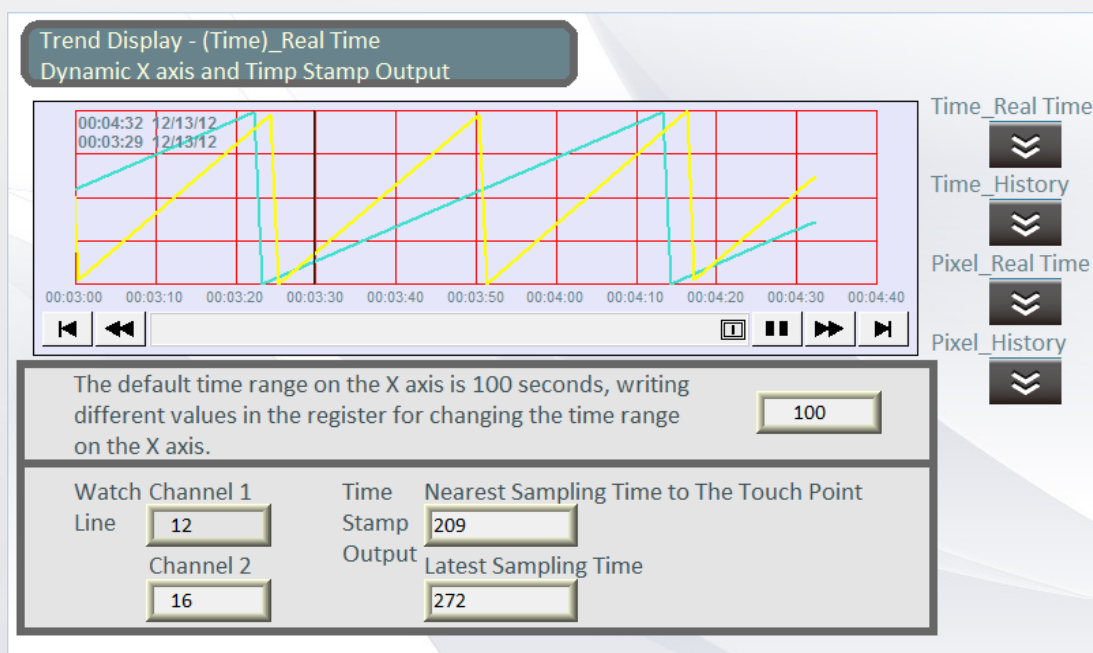 Trend Display - (Time)_Real Time
Dynamic X axis and Timp Stamp Output
00:04:32 12/13/12
00:03:29 12/13/12
00:03:00 00:03:10 00:03:20 00:03:30 00:03:40 00:03:50 00:04:00 00:04:10 00:04:20 00:04:30 00:04:40
Time_Real Time
Time_History
Pixel_Real Time
Pixel_History
The default time range on the X axis is 100 seconds, writing
different values in the register for changing the time range
on the X axis.
100
Watch
Line
Channel 1
12
Channel 2
16
Time
Stamp
Output
Nearest Sampling Time to The Touch Point
209
Latest Sampling Time
272